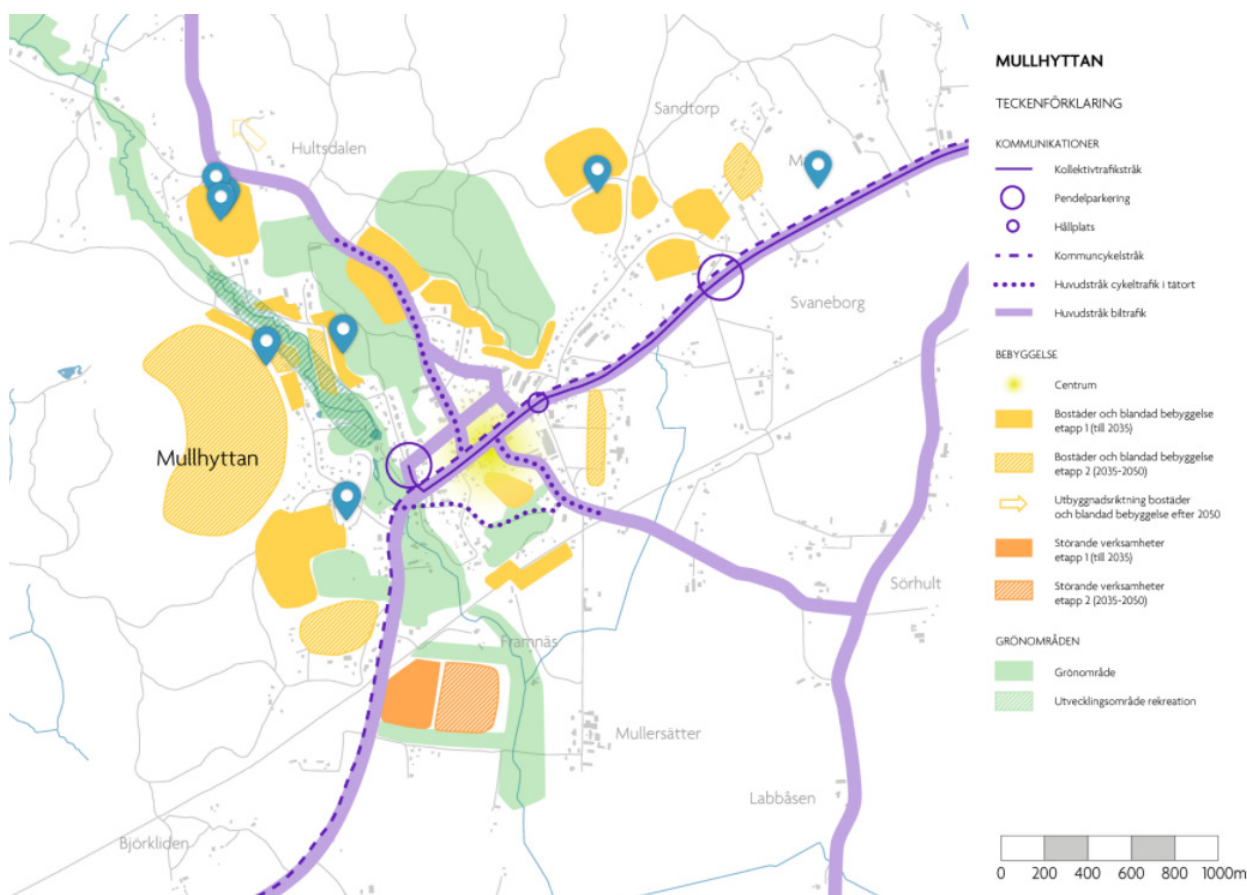 MULLHYTTAN
TECKENFÖRKLARING
KOMMUNIKATIONER
Kollektivtrafikstråk
Pendelparkering
Hållplats
Kommuncykelstråk
Huvudstråk cykeltrafik i tätort
Huvudstråk biltrafik
BEBYGGELSE
Centrum
Bostäder och blandad bebyggelse
etapp 1 (till 2035)
Bostäder och blandad bebyggelse
etapp 2 (2035-2050)
Utbyggnadsriktning bostäder
och blandad bebyggelse efter 2050
Störande verksamheter
etapp 1 (till 2035)
Störande verksamheter
etapp 2 (2035-2050)
GRÖNOMRÅDEN
Grönområde
Utvecklingsområde rekreation
0 200 400 600 800 1000m
Sandtorp
Hultsdalen
Svaneborg
Mullhyttan
Sörhult
Framnäs
Mullersätter
Labbåsen
Björkliden